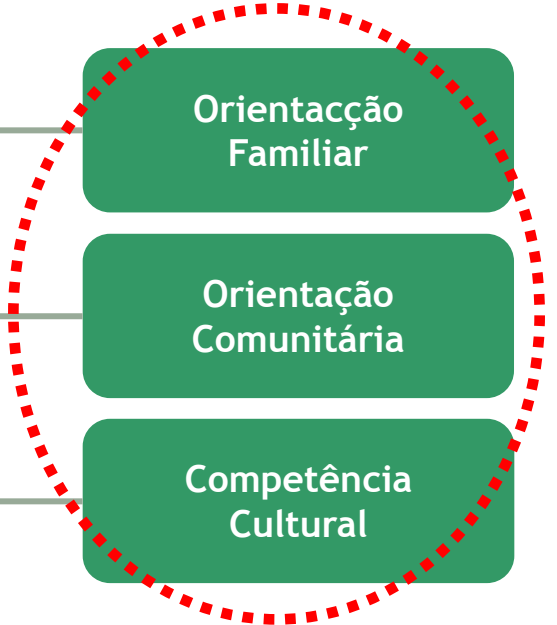 Orientacção
Familiar
Orientação
Comunitária
Competência
Cultural